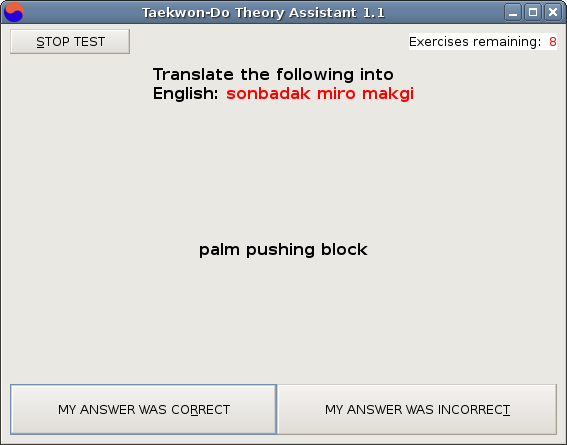 Taekwon-Do Theory Assistant 1.1
STOP TEST
Exercises remaining: 8
Translate the following into
English: sonbadak miro makgi
palm pushing block
MY ANSWER WAS CORRECT
MY ANSWER WAS INCORRECT